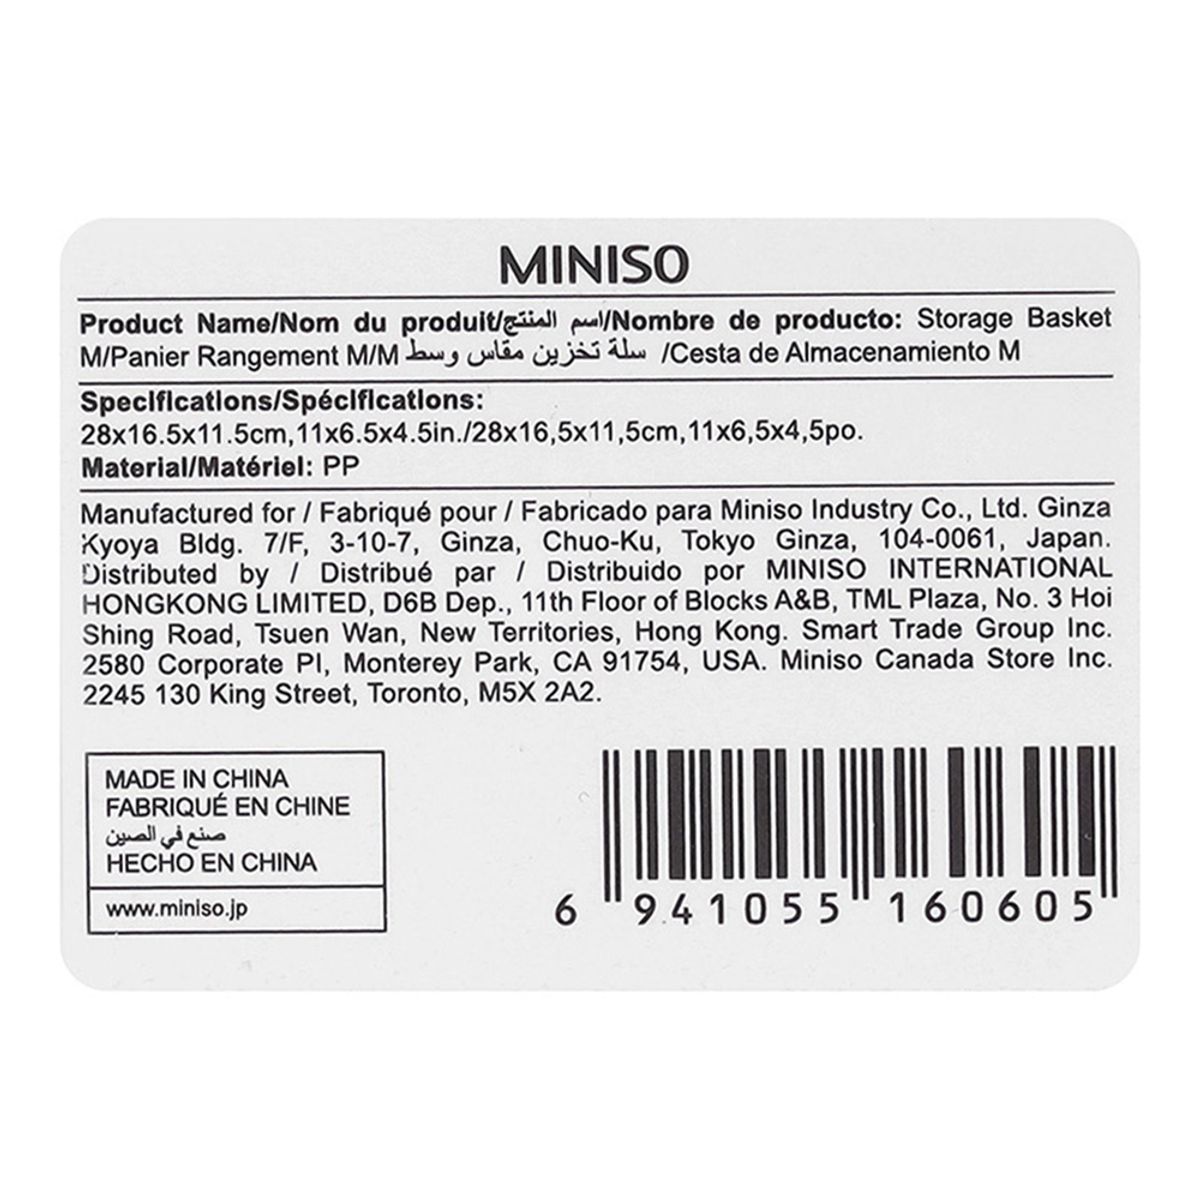 MINISO
Product Name/Nom du produit/اسم المنتج/Nombre de producto: Storage Basket
M/Panier Rangement M/M سلة تخزين مقاس وسط /Cesta de Almacenamiento M
Specifications/Spécifications:
28x16.5x11.5cm,11x6.5x4.5in./28x16,5x11,5cm,11x6,5x4,5po.
Material/Matériel: PP
Manufactured for / Fabriqué pour / Fabricado para Miniso Industry Co., Ltd. Ginza
Kyoya Bldg. 7/F, 3-10-7, Ginza, Chuo-Ku, Tokyo Ginza, 104-0061, Japan.
Distributed by / Distribué par / Distribuido por MINISO INTERNATIONAL
HONGKONG LIMITED, D6B Dep., 11th Floor of Blocks A&B, TML Plaza, No. 3 Hoi
Shing Road, Tsuen Wan, New Territories, Hong Kong. Smart Trade Group Inc.
2580 Corporate Pl, Monterey Park, CA 91754, USA. Miniso Canada Store Inc.
2245 130 King Street, Toronto, M5X 2A2.
MADE IN CHINA
FABRIQUÉ EN CHINE
صنع في الصين
HECHO EN CHINA
www.miniso.jp
6 941055 160605